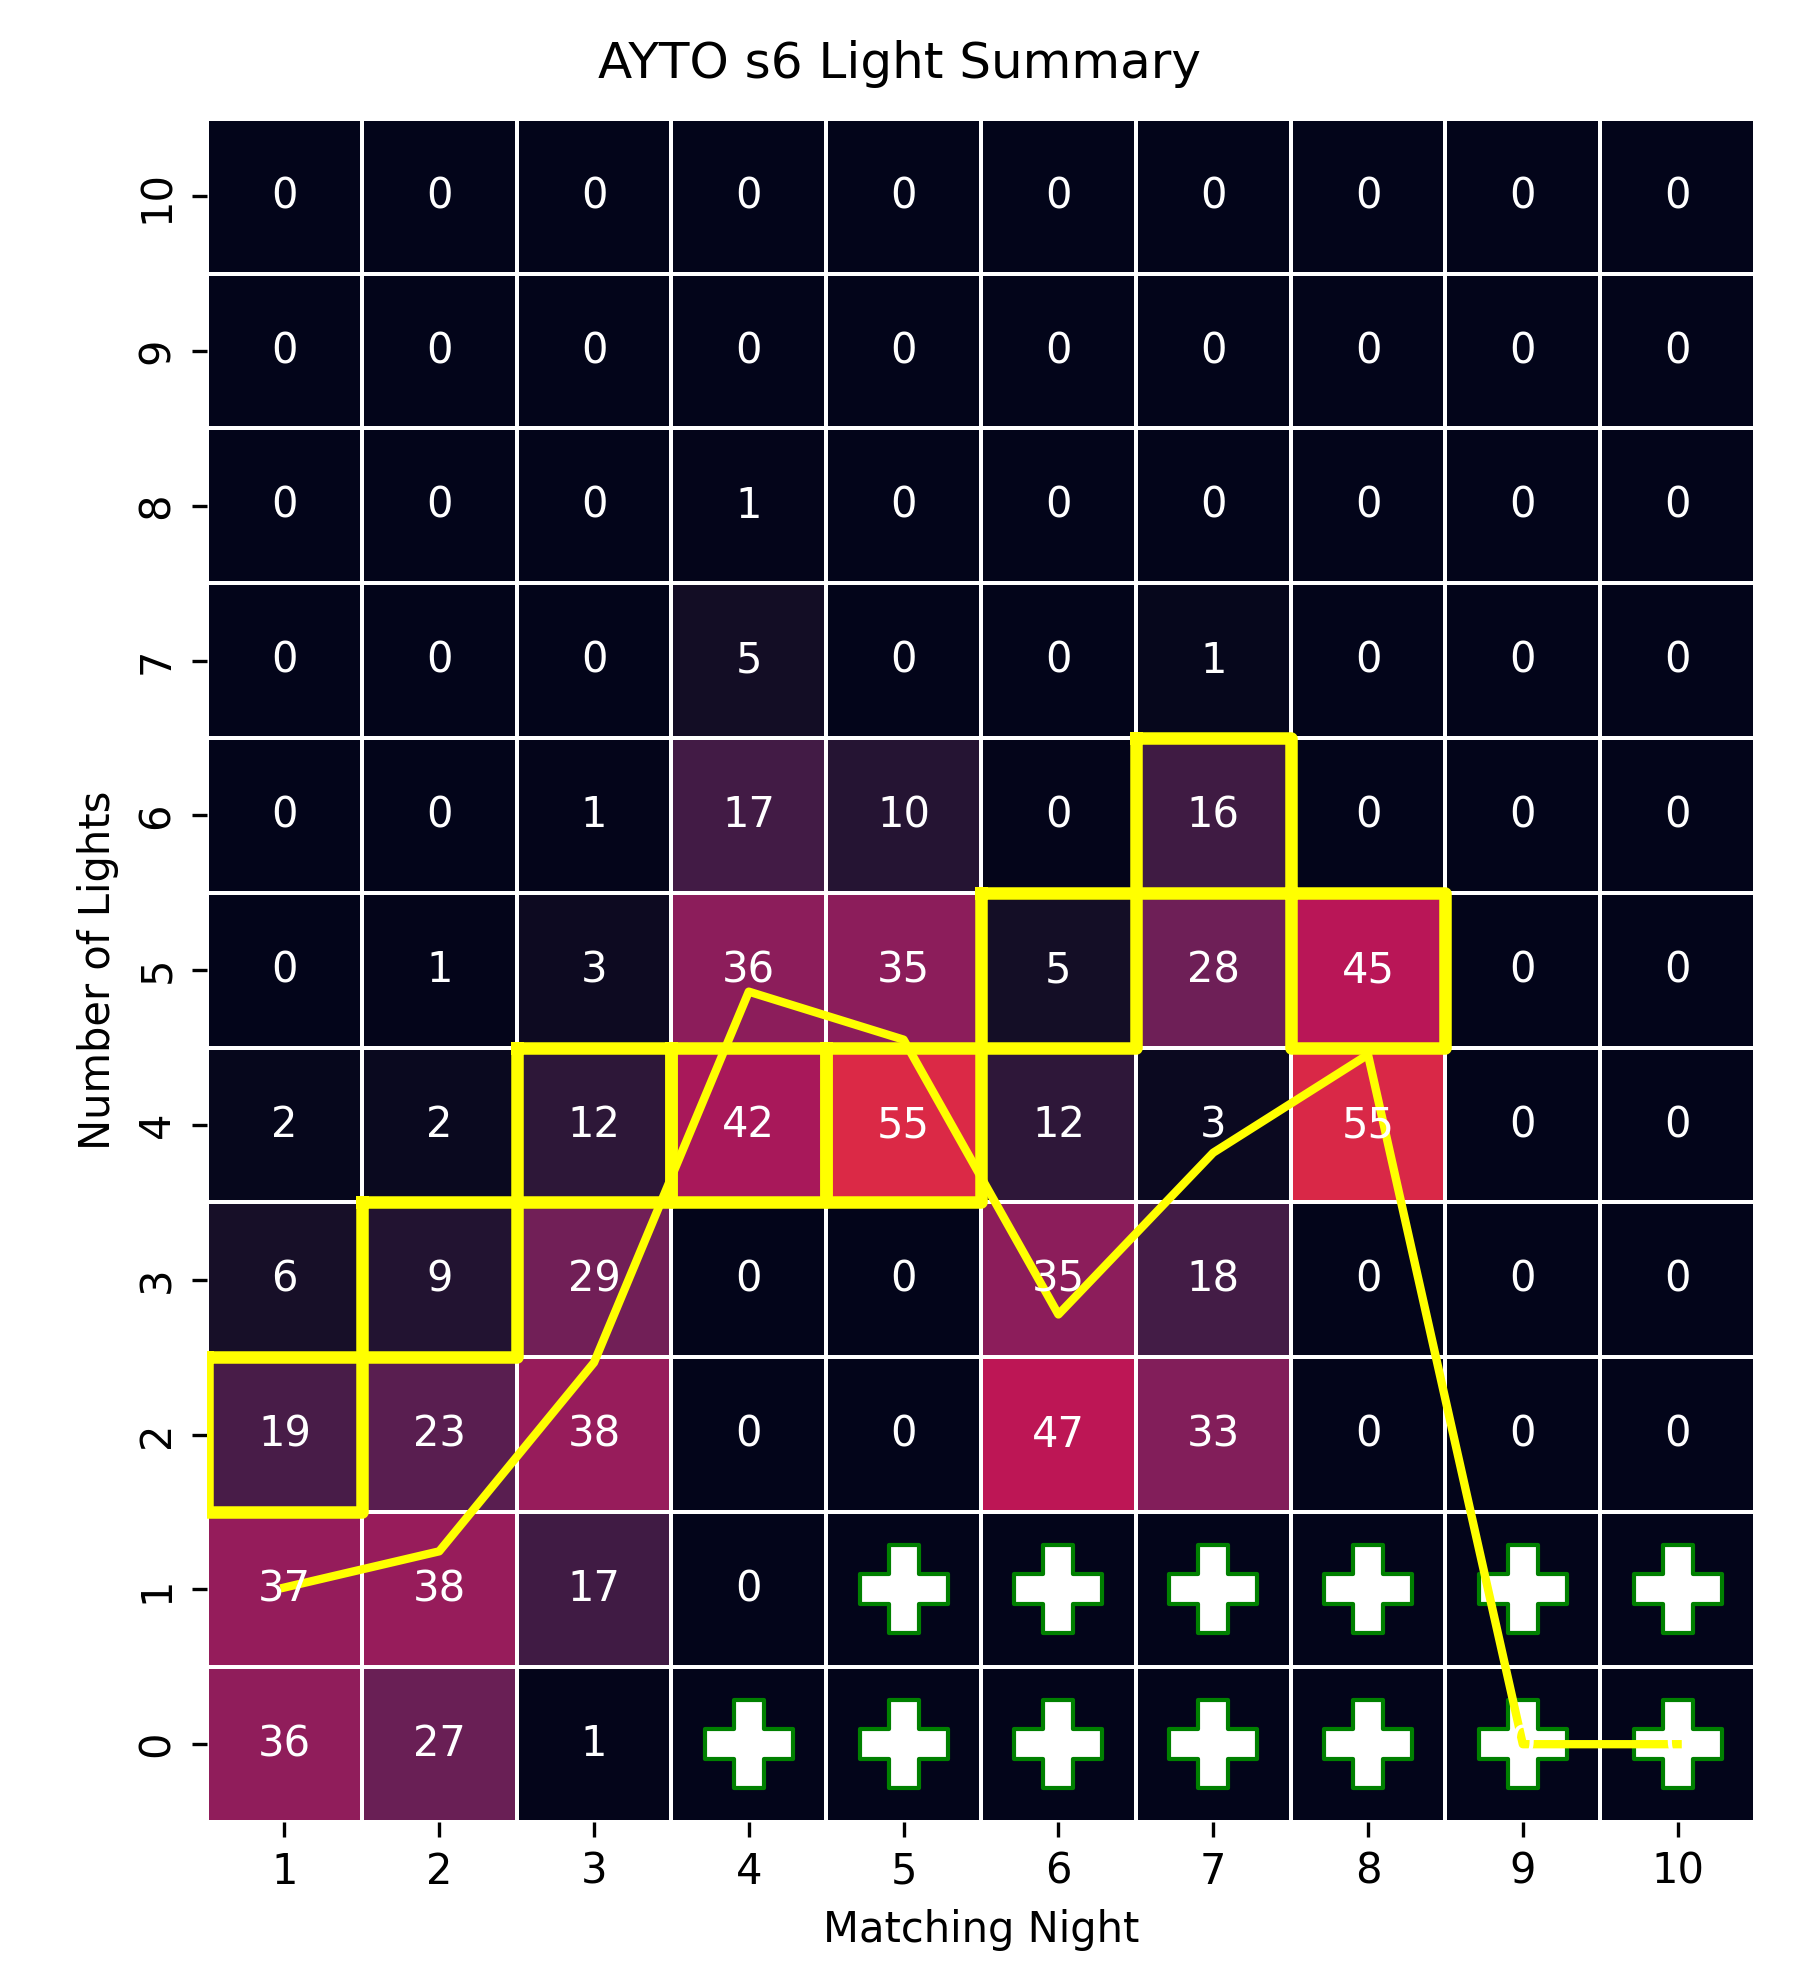 AYTO s6 Light Summary
10 0 0 0 0 0 0 0 0 0 0
9 0 0 0 0 0 0 0 0 0 0
8 0 0 0 1 0 0 0 0 0 0
7 0 0 0 5 0 0 1 0 0 0
6 0 0 1 17 10 0 16 0 0 0
5 0 1 3 36 35 5 28 45 0 0
4 2 2 12 42 55 12 3 55 0 0
3 6 9 29 0 0 35 18 0 0 0
2 19 23 38 0 0 47 33 0 0 0
1 37 38 17 0
0 36 27 1
1 2 3 4 5 6 7 8 9 10
Matching Night
Number of Lights